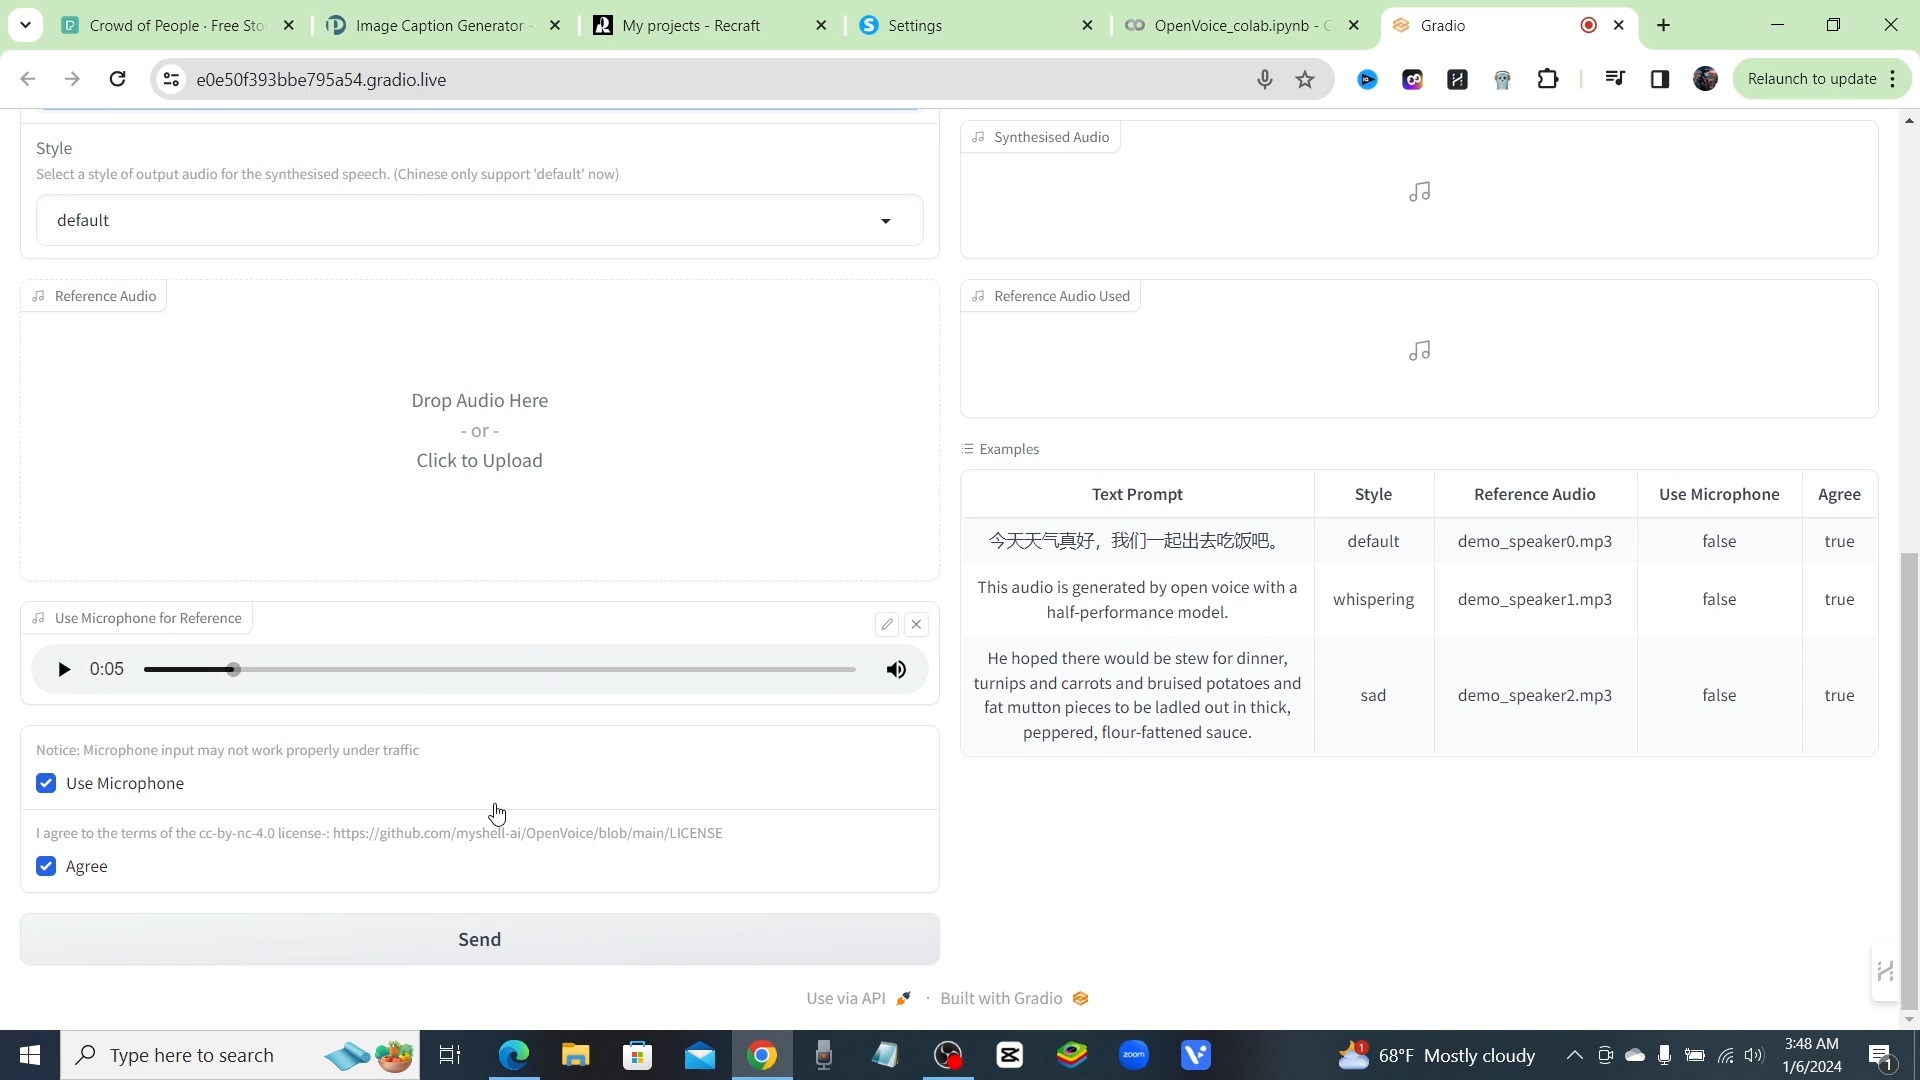 Crowd of People · Free Sto
Image Caption Generator -
My projects - Recraft
Settings
OpenVoice_colab.ipynb - C
Gradio
e0e50f393bbe795a54.gradio.live
Relaunch to update
Style
Select a style of output audio for the synthesised speech. (Chinese only support 'default' now)
default
Reference Audio
Drop Audio Here
- or -
Click to Upload
Use Microphone for Reference
0:05
Notice: Microphone input may not work properly under traffic
Use Microphone
I agree to the terms of the cc-by-nc-4.0 license-: https://github.com/myshell-ai/OpenVoice/blob/main/LICENSE
Agree
Send
Synthesised Audio
Reference Audio Used
Examples
Text Prompt Style Reference Audio Use Microphone Agree
今天天气真好，我们一起出去吃饭吧。 default demo_speaker0.mp3 false true
This audio is generated by open voice with a
half-performance model.
whispering demo_speaker1.mp3 false true
He hoped there would be stew for dinner,
turnips and carrots and bruised potatoes and
fat mutton pieces to be ladled out in thick,
peppered, flour-fattened sauce.
sad demo_speaker2.mp3 false true
Use via API · Built with Gradio
Type here to search
zoom
1
68°F Mostly cloudy
3:48 AM
1/6/2024
1